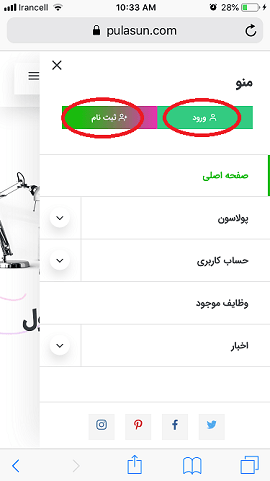 Irancell 10:33 AM 28%
pulasun.com
منو
ورود
ثبت نام
صفحه اصلی
پولاسون
حساب کاربری
وظایف موجود
ول
اخبار